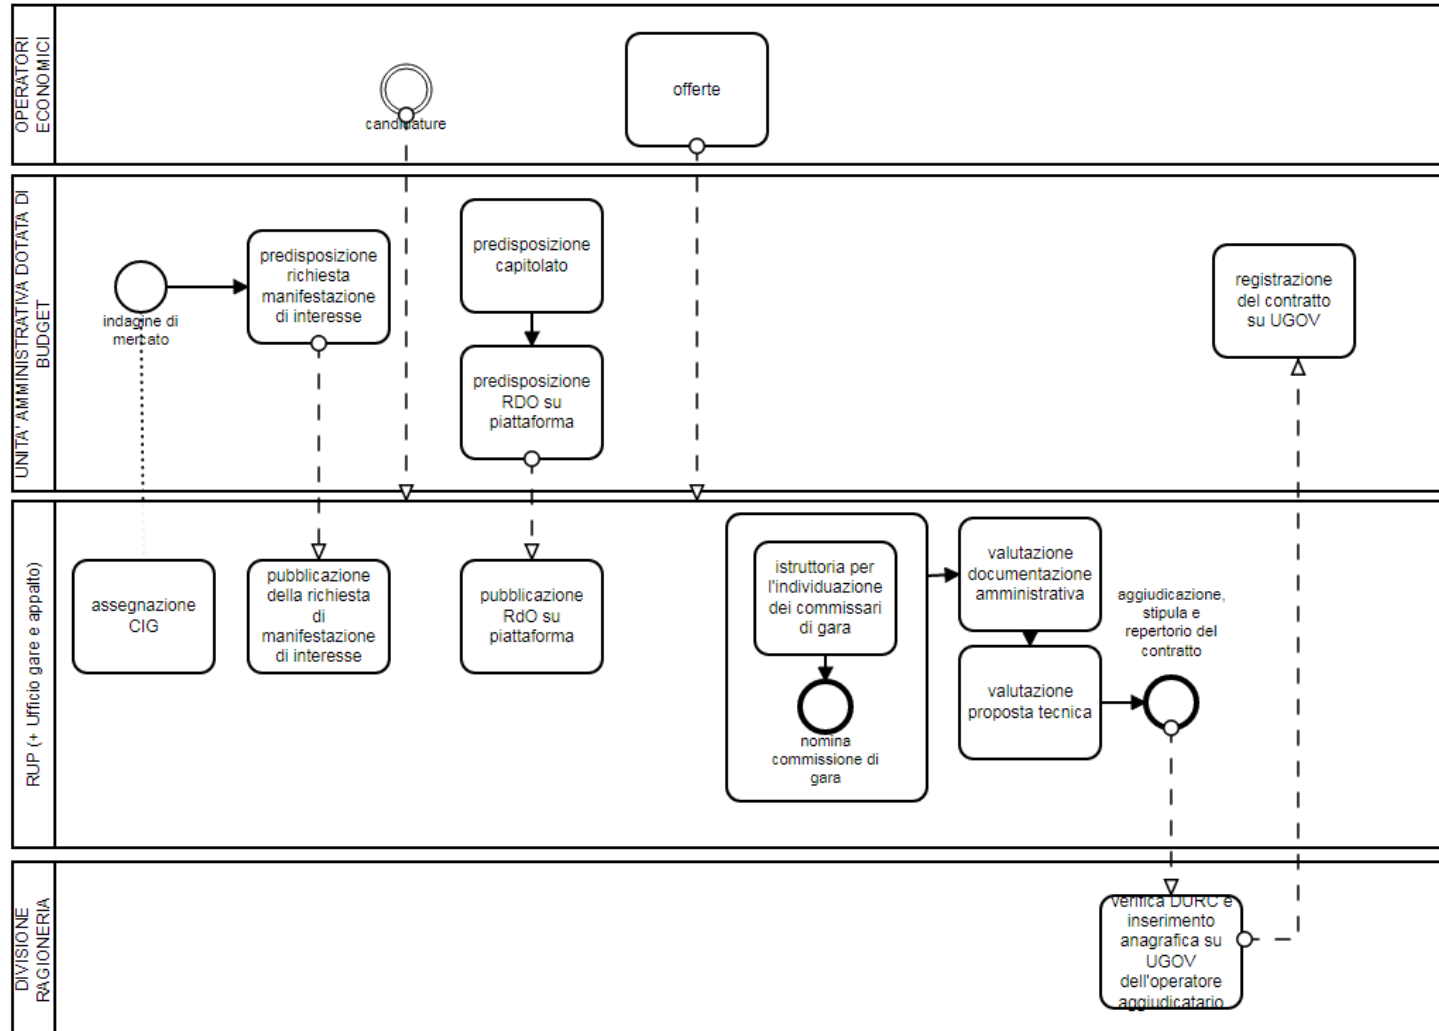 OPERATORI
ECONOMICI
candidature
offerte
UNITA' AMMINISTRATIVA DOTATA DI
BUDGET
indagine di
mercato
predisposizione
richiesta
manifestazione
di interesse
predisposizione
capitolato
predisposizione
RDO su
piattaforma
registrazione
del contratto
su UGOV
RUP (+ Ufficio gare e appalto)
assegnazione
CIG
pubblicazione
della richiesta
di
manifestazione
di interesse
pubblicazione
RdO su
piattaforma
istruttoria per
l'individuazione
dei commissari
di gara
nomina
commissione di
gara
valutazione
documentazione
amministrativa
valutazione
proposta tecnica
aggiudicazione,
stipula e
repertorio del
contratto
DIVISIONE
RAGIONERIA
verifica DURC e
inserimento
anagrafica su
UGOV
dell'operatore
aggiudicatario